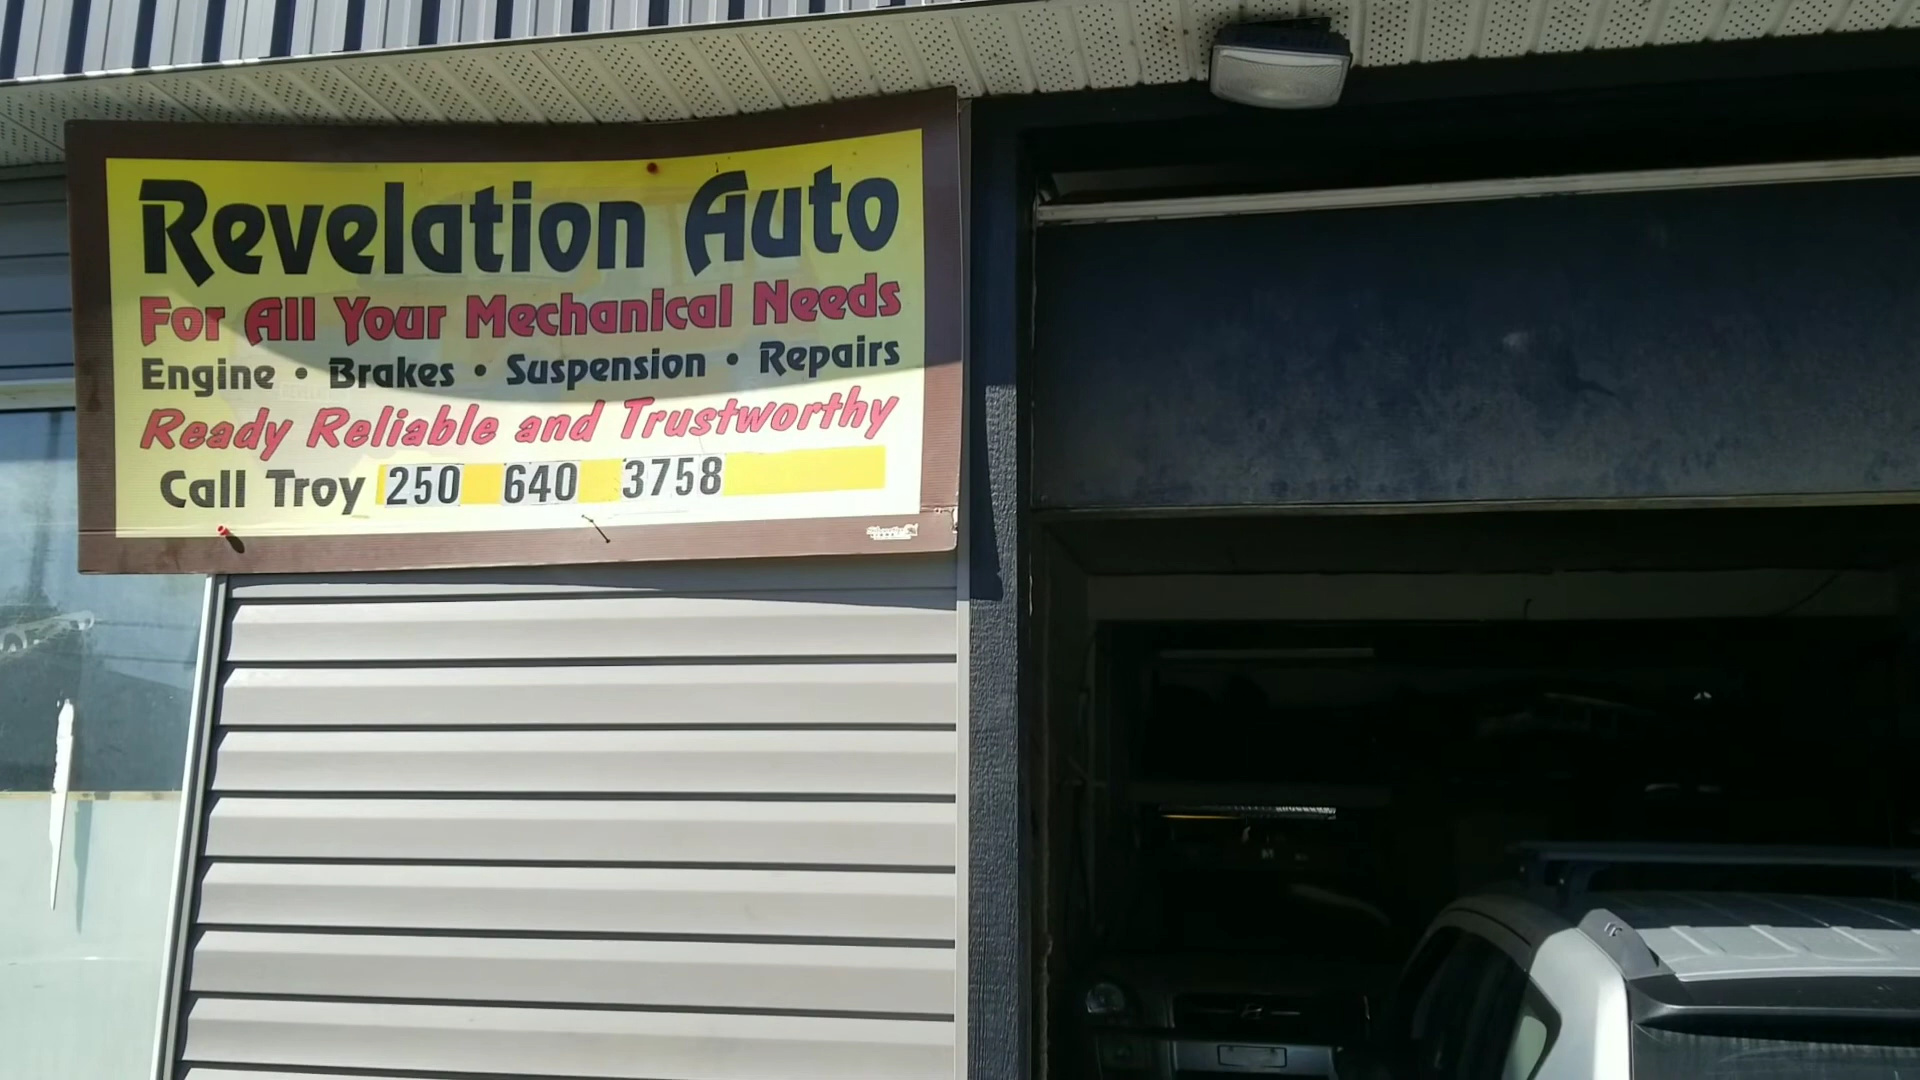 Revelation Auto
For All Your Mechanical Needs
Engine • Brakes • Suspension • Repairs
Ready Reliable and Trustworthy
Call Troy 250 640 3758